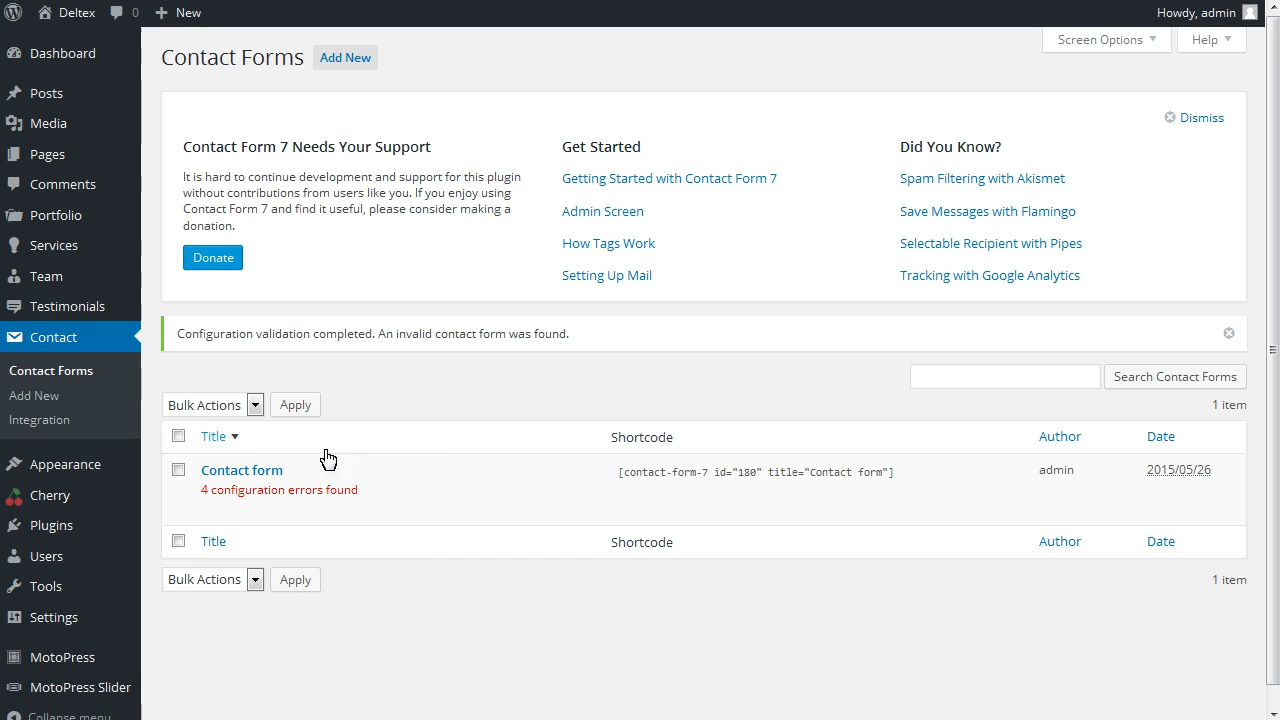 Deltex 0 New Howdy, admin
Dashboard
Posts
Media
Pages
Comments
Portfolio
Services
Team
Testimonials
Contact
Contact Forms
Add New
Integration
Appearance
Cherry
Plugins
Users
Tools
Settings
MotoPress
MotoPress Slider
Collapse menu
Screen Options Help
Contact Forms Add New
Dismiss
Contact Form 7 Needs Your Support
It is hard to continue development and support for this plugin
without contributions from users like you. If you enjoy using
Contact Form 7 and find it useful, please consider making a
donation.
Donate
Get Started
Getting Started with Contact Form 7
Admin Screen
How Tags Work
Setting Up Mail
Did You Know?
Spam Filtering with Akismet
Save Messages with Flamingo
Selectable Recipient with Pipes
Tracking with Google Analytics
Configuration validation completed. An invalid contact form was found.
Search Contact Forms
Bulk Actions Apply 1 item
Title Shortcode Author Date
Contact form [contact-form-7 id="180" title="Contact form"] admin 2015/05/26
4 configuration errors found
Title Shortcode Author Date
Bulk Actions Apply 1 item